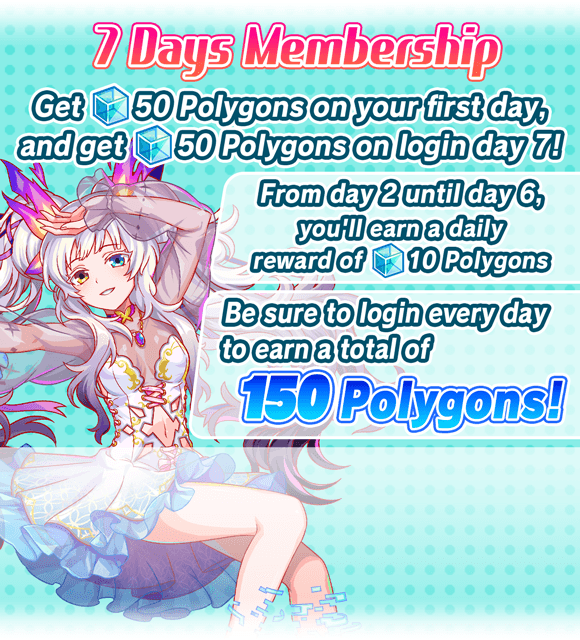 7 Days Membership
Get 50 Polygons on your first day,
and get 50 Polygons on login day 7!
From day 2 until day 6,
you'll earn a daily
reward of 10 Polygons
Be sure to login every day
to earn a total of
150 Polygons!